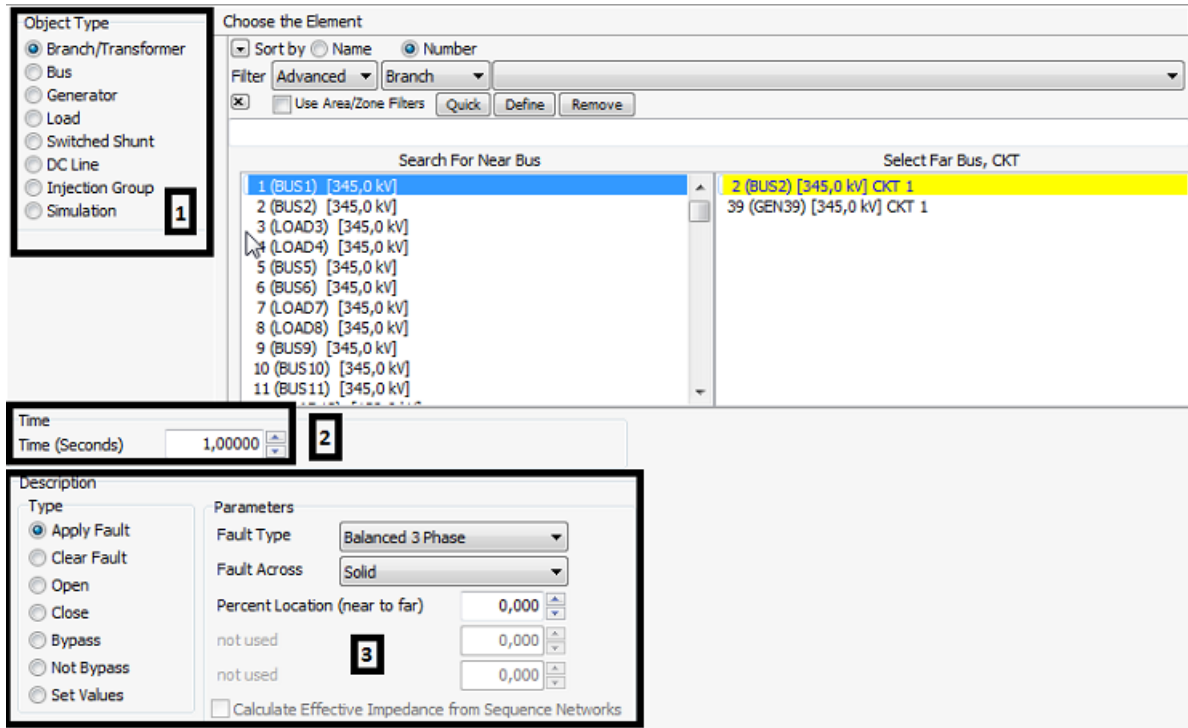 Object Type
Branch/Transformer
Bus
Generator
Load
Switched Shunt
DC Line
Injection Group
Simulation
1
Choose the Element
Sort by Name Number
Filter Advanced Branch
Use Area/Zone Filters Quick Define Remove
Search For Near Bus
1 (BUS1) [345,0 kV]
2 (BUS2) [345,0 kV]
3 (LOAD3) [345,0 kV]
4 (LOAD4) [345,0 kV]
5 (BUS5) [345,0 kV]
6 (BUS6) [345,0 kV]
7 (LOAD7) [345,0 kV]
8 (LOAD8) [345,0 kV]
9 (BUS9) [345,0 kV]
10 (BUS10) [345,0 kV]
11 (BUS11) [345,0 kV]
Select Far Bus, CKT
2 (BUS2) [345,0 kV] CKT 1
39 (GEN39) [345,0 kV] CKT 1
Time
Time (Seconds) 1,00000
2
Description
Type
Apply Fault
Clear Fault
Open
Close
Bypass
Not Bypass
Set Values
Parameters
Fault Type Balanced 3 Phase
Fault Across Solid
Percent Location (near to far) 0,000
not used 0,000
3
not used 0,000
Calculate Effective Impedance from Sequence Networks